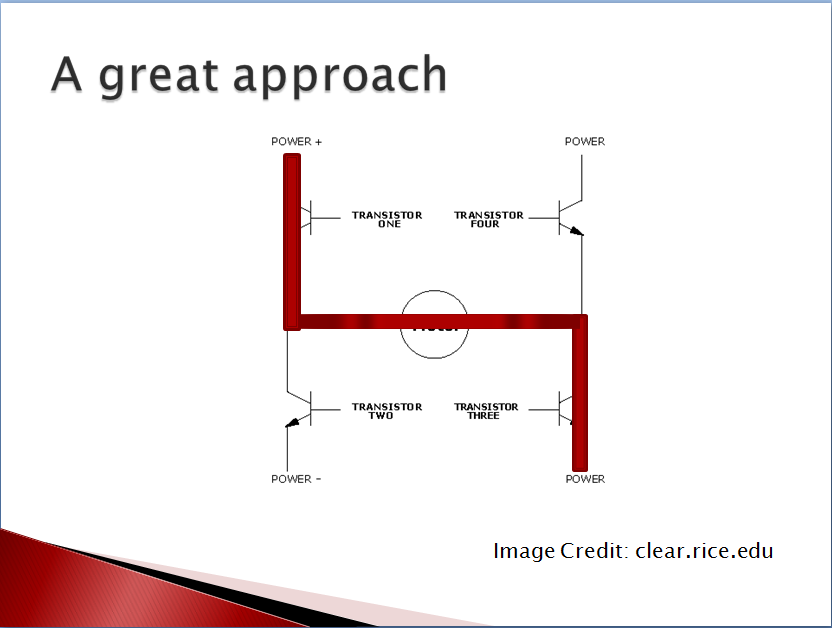 A great approach
POWER +
POWER
TRANSISTOR
ONE
TRANSISTOR
FOUR
TRANSISTOR
TWO
TRANSISTOR
THREE
POWER -
POWER
Image Credit: clear.rice.edu